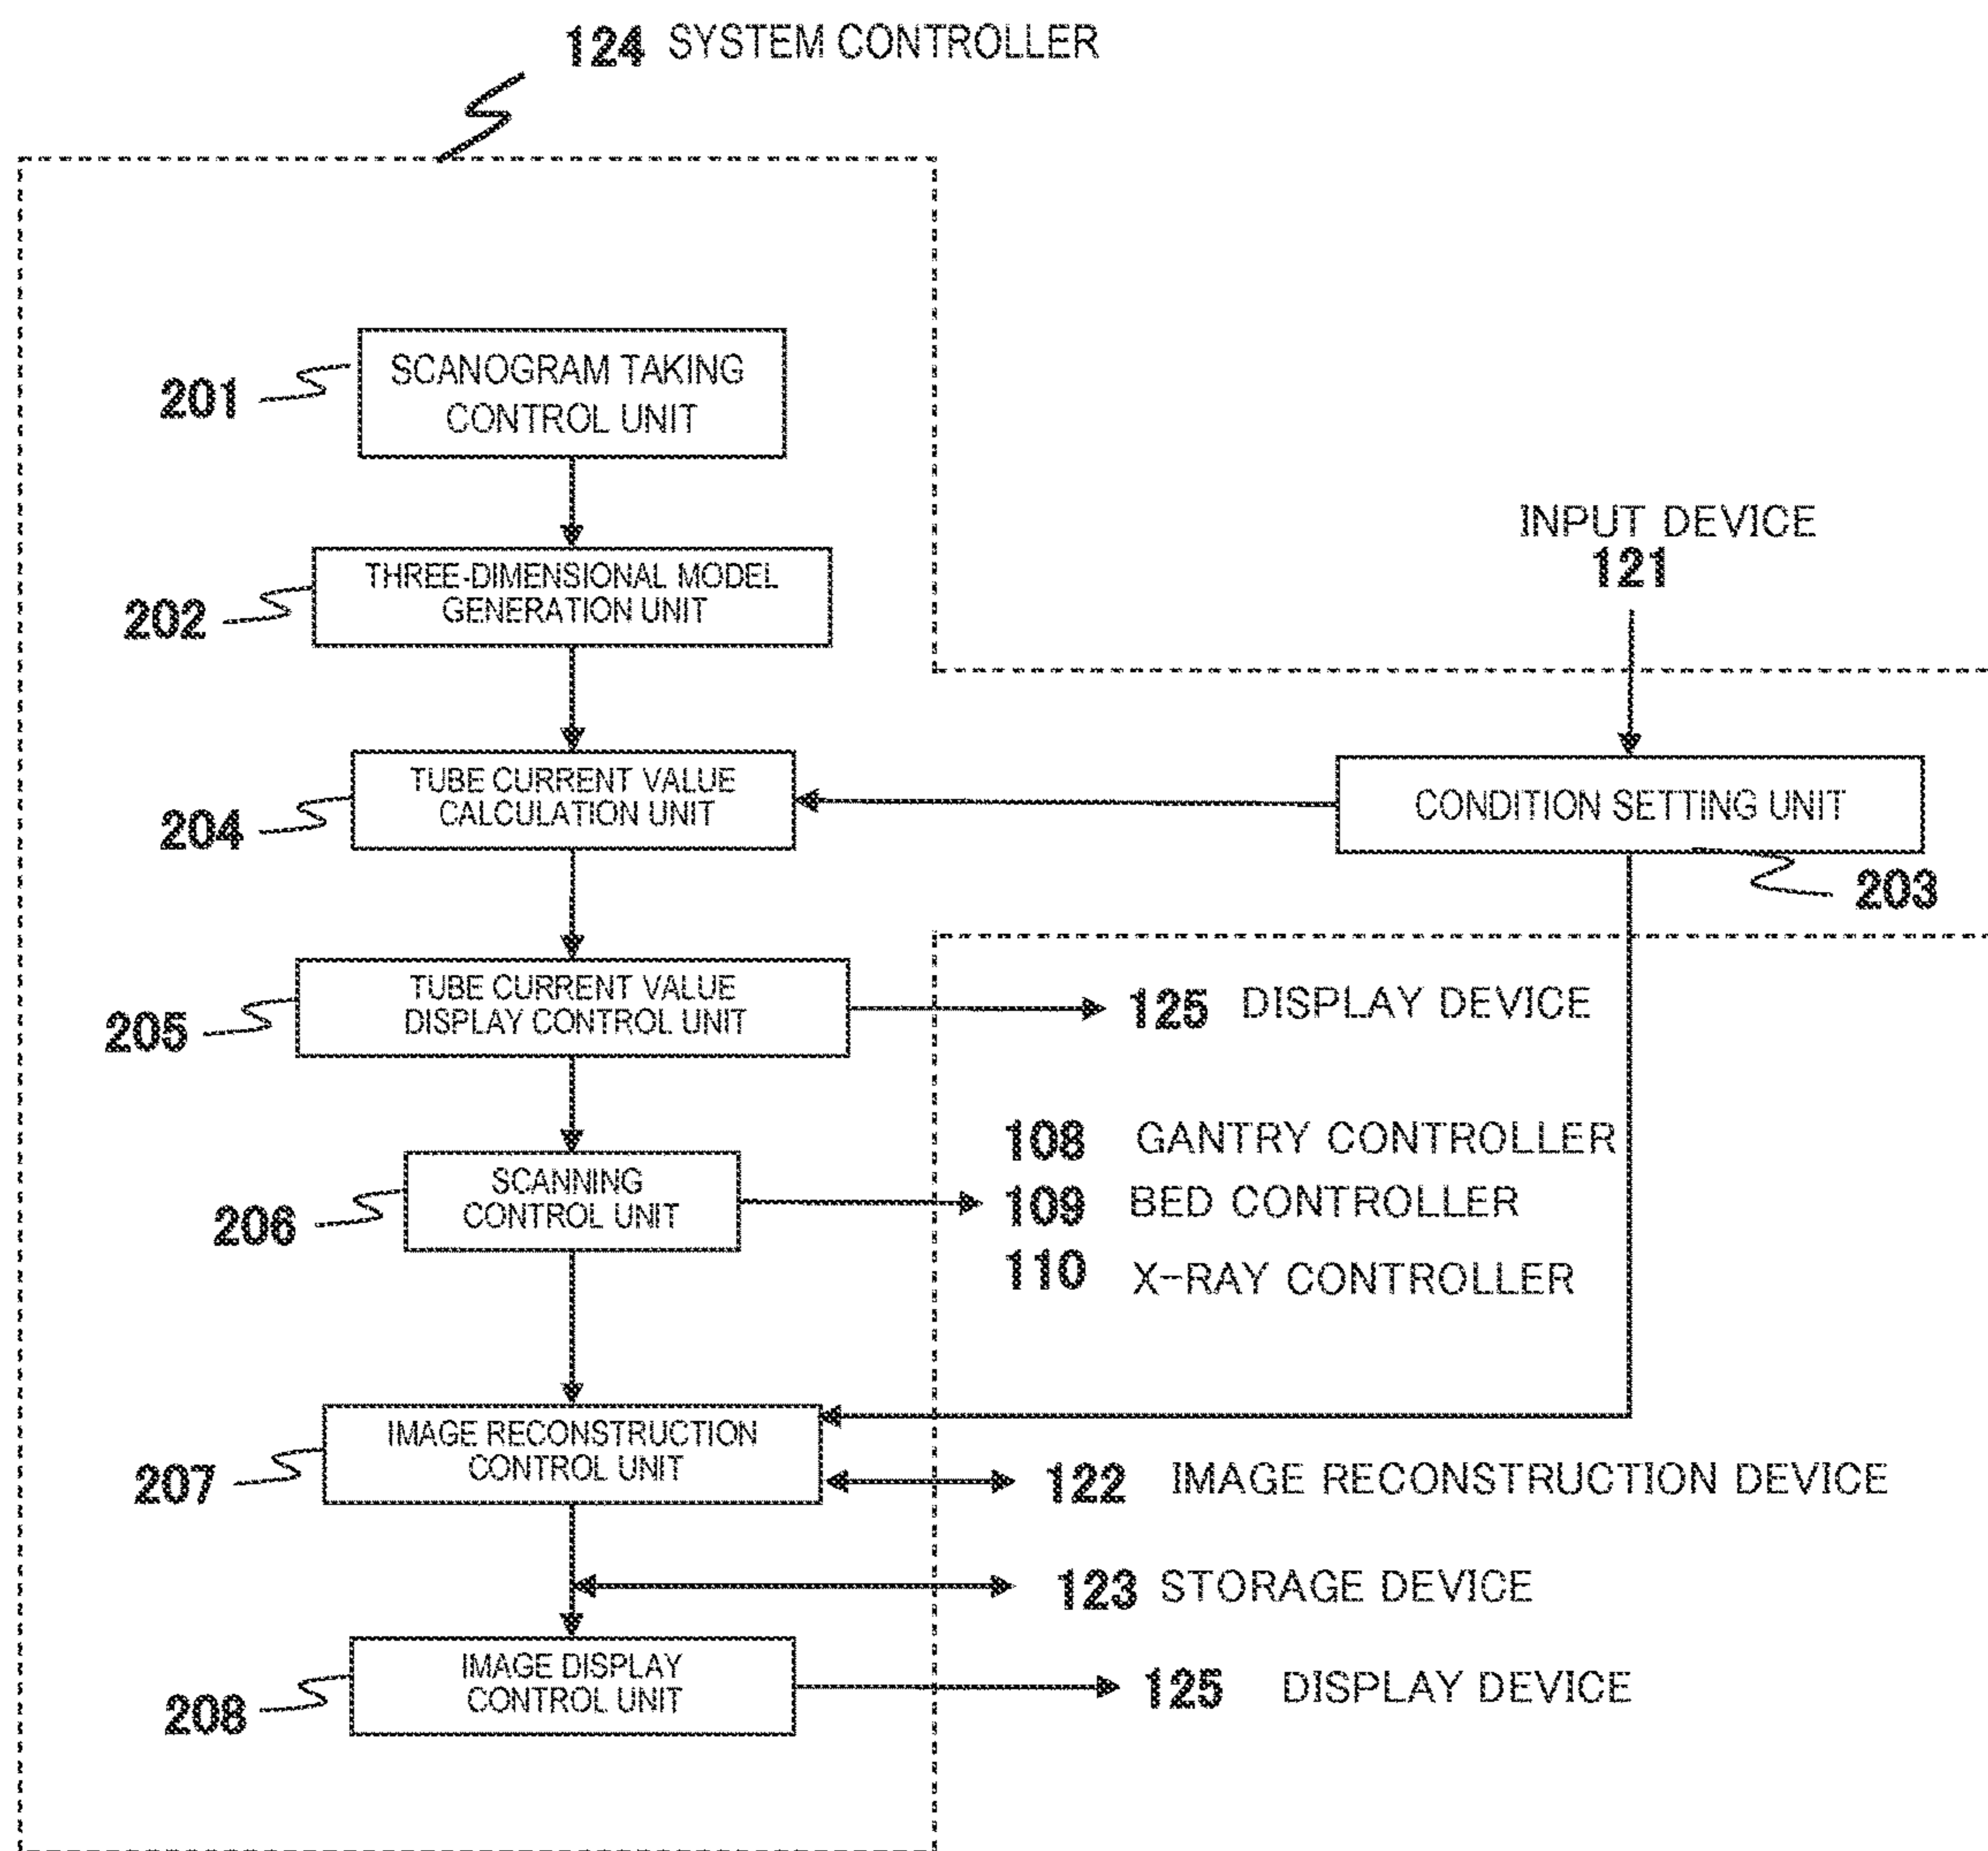 124 SYSTEM CONTROLLER
201
SCANOGRAM TAKING
CONTROL UNIT
202
THREE-DIMENSIONAL MODEL
GENERATION UNIT
INPUT DEVICE
121
204
TUBE CURRENT VALUE
CALCULATION UNIT
CONDITION SETTING UNIT
203
205
TUBE CURRENT VALUE
DISPLAY CONTROL UNIT
125 DISPLAY DEVICE
206
SCANNING
CONTROL UNIT
108 GANTRY CONTROLLER
109 BED CONTROLLER
110 X-RAY CONTROLLER
207
IMAGE RECONSTRUCTION
CONTROL UNIT
122 IMAGE RECONSTRUCTION DEVICE
123 STORAGE DEVICE
208
IMAGE DISPLAY
CONTROL UNIT
125 DISPLAY DEVICE